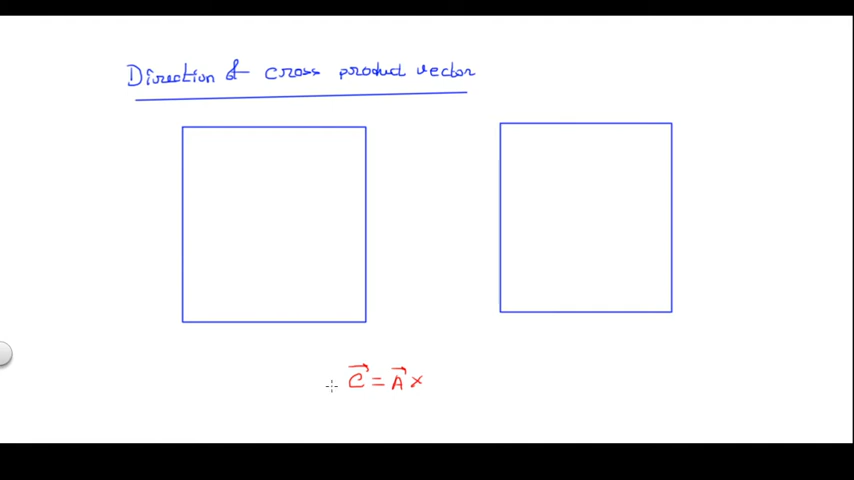 Direction of cross product vector
C⃗ = A⃗ ×